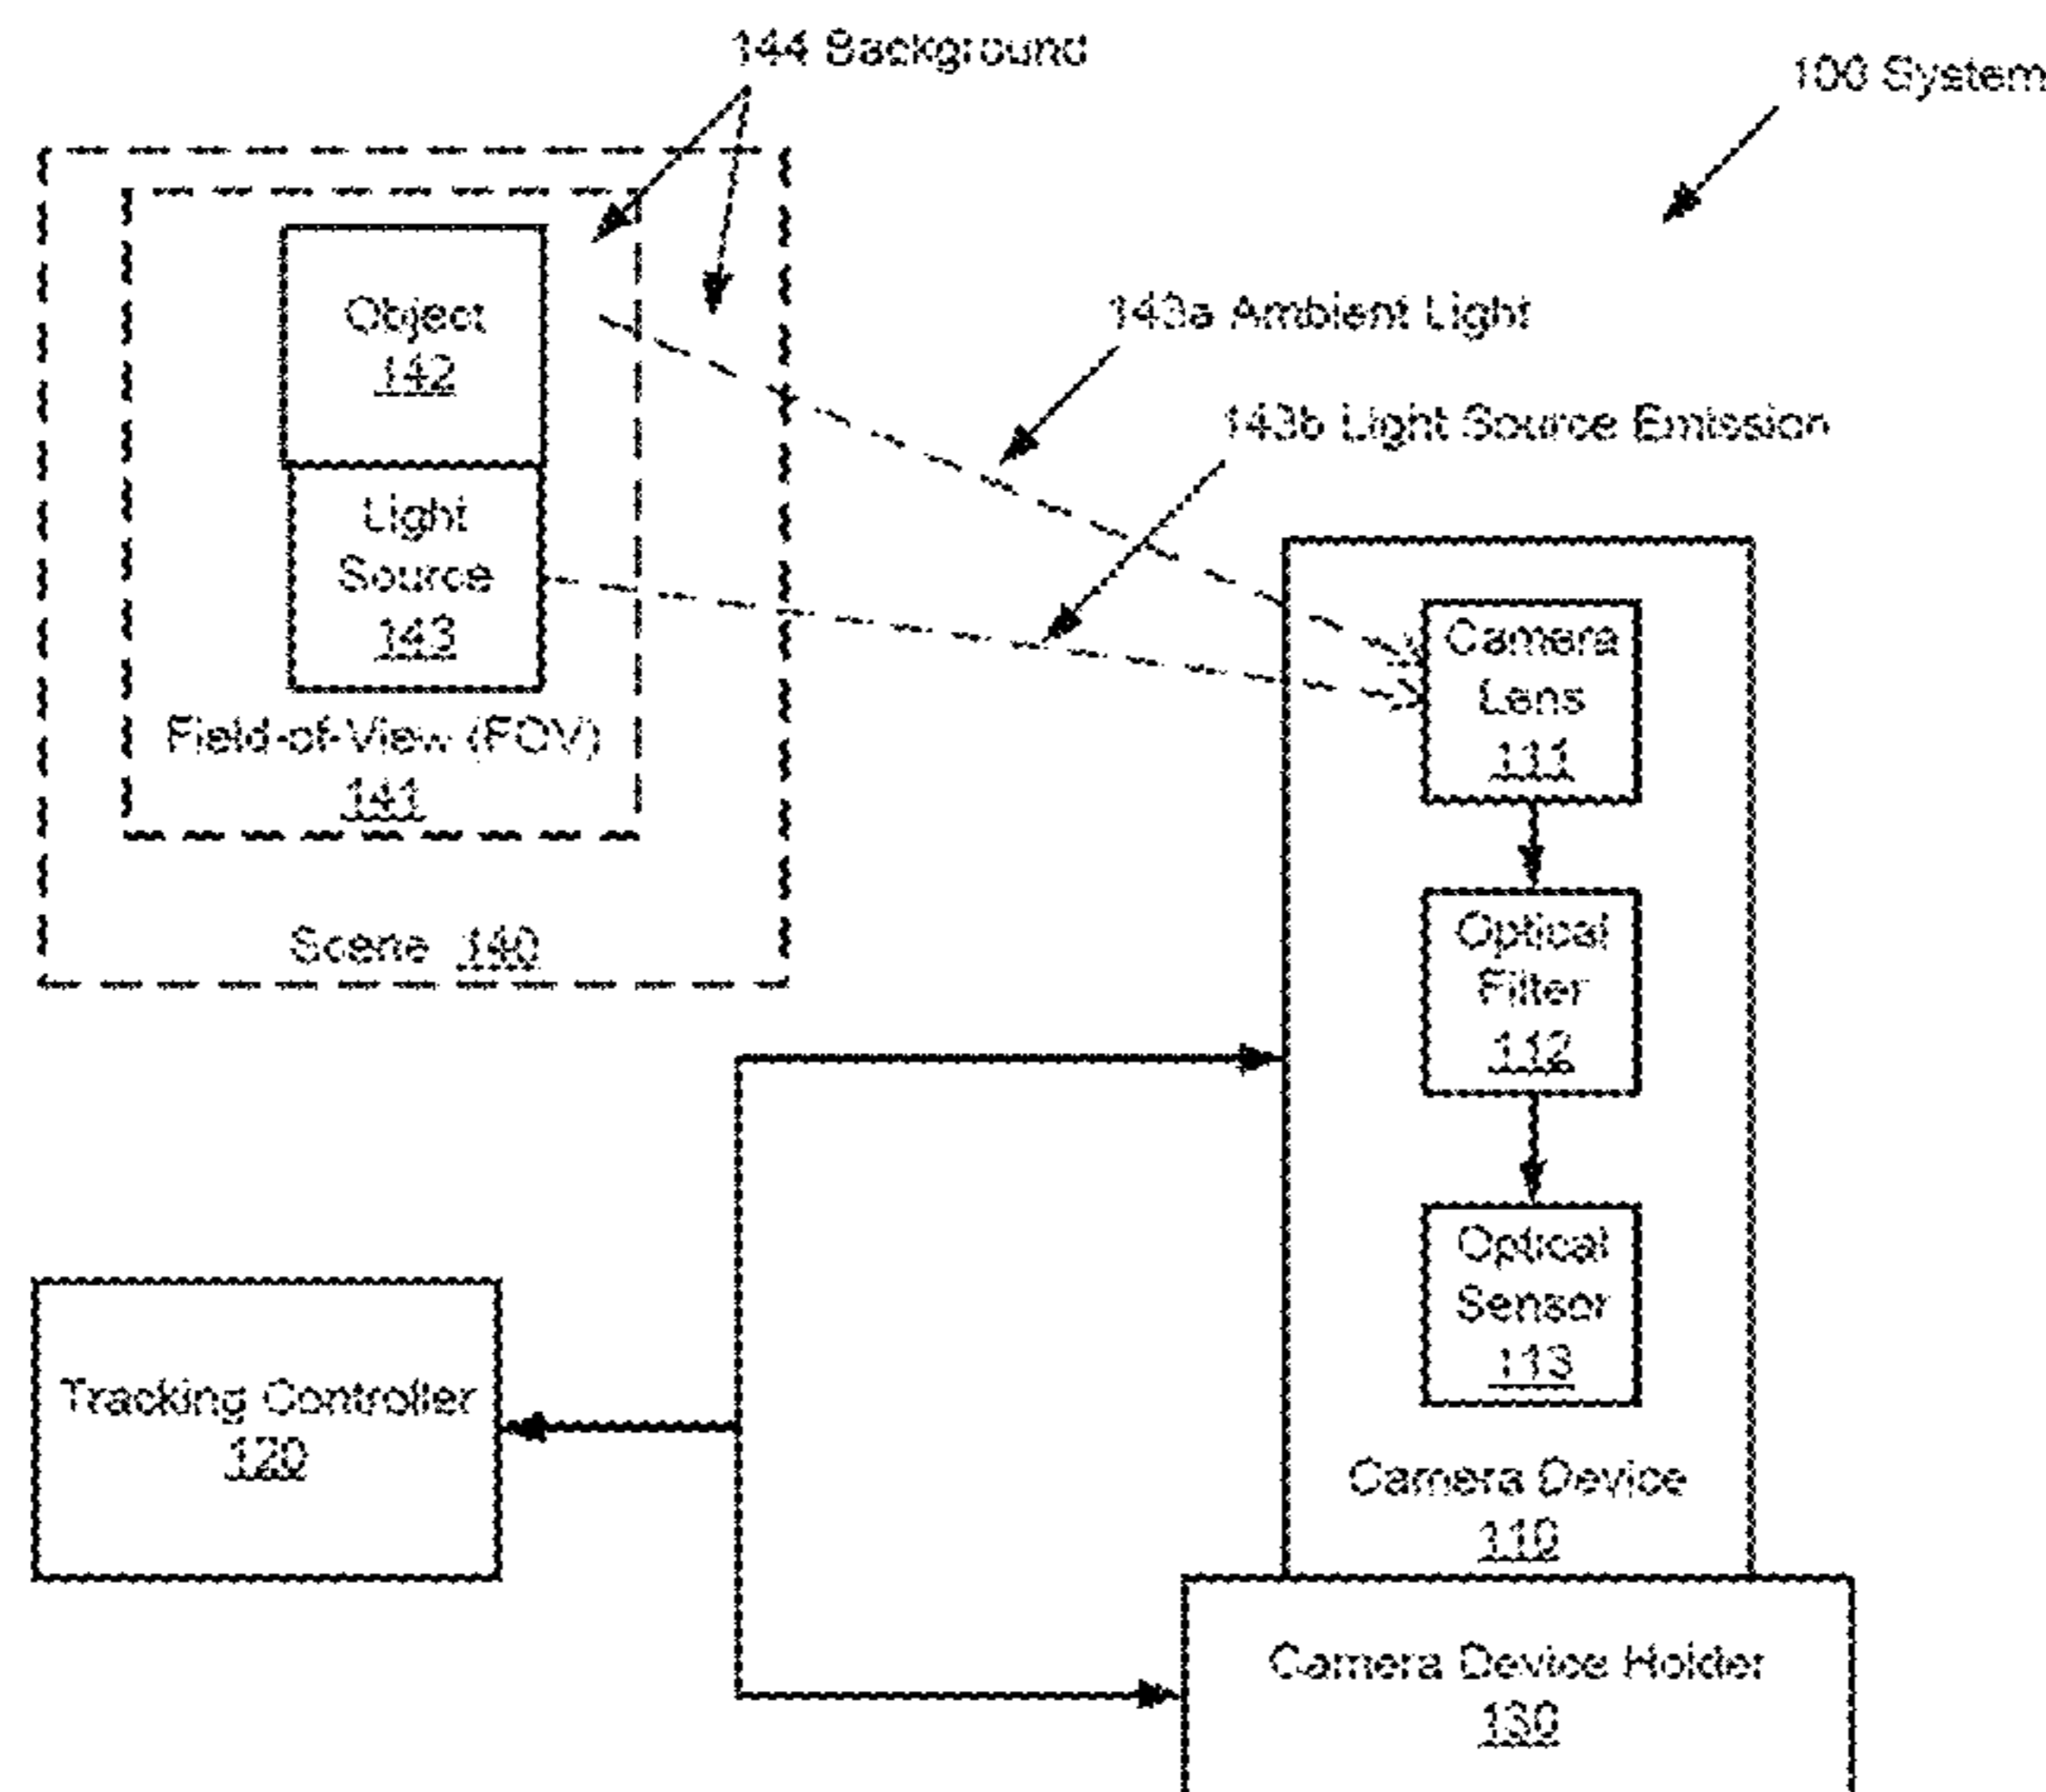 144 Background
100 System
Object
142
143a Ambient Light
143b Light Source Emission
Light
Source
143
Field-of-View (FOV)
141
Scene 140
Camera
Lens
111
Optical
Filter
112
Optical
Sensor
113
Camera Device
110
Tracking Controller
120
Camera Device Holder
130